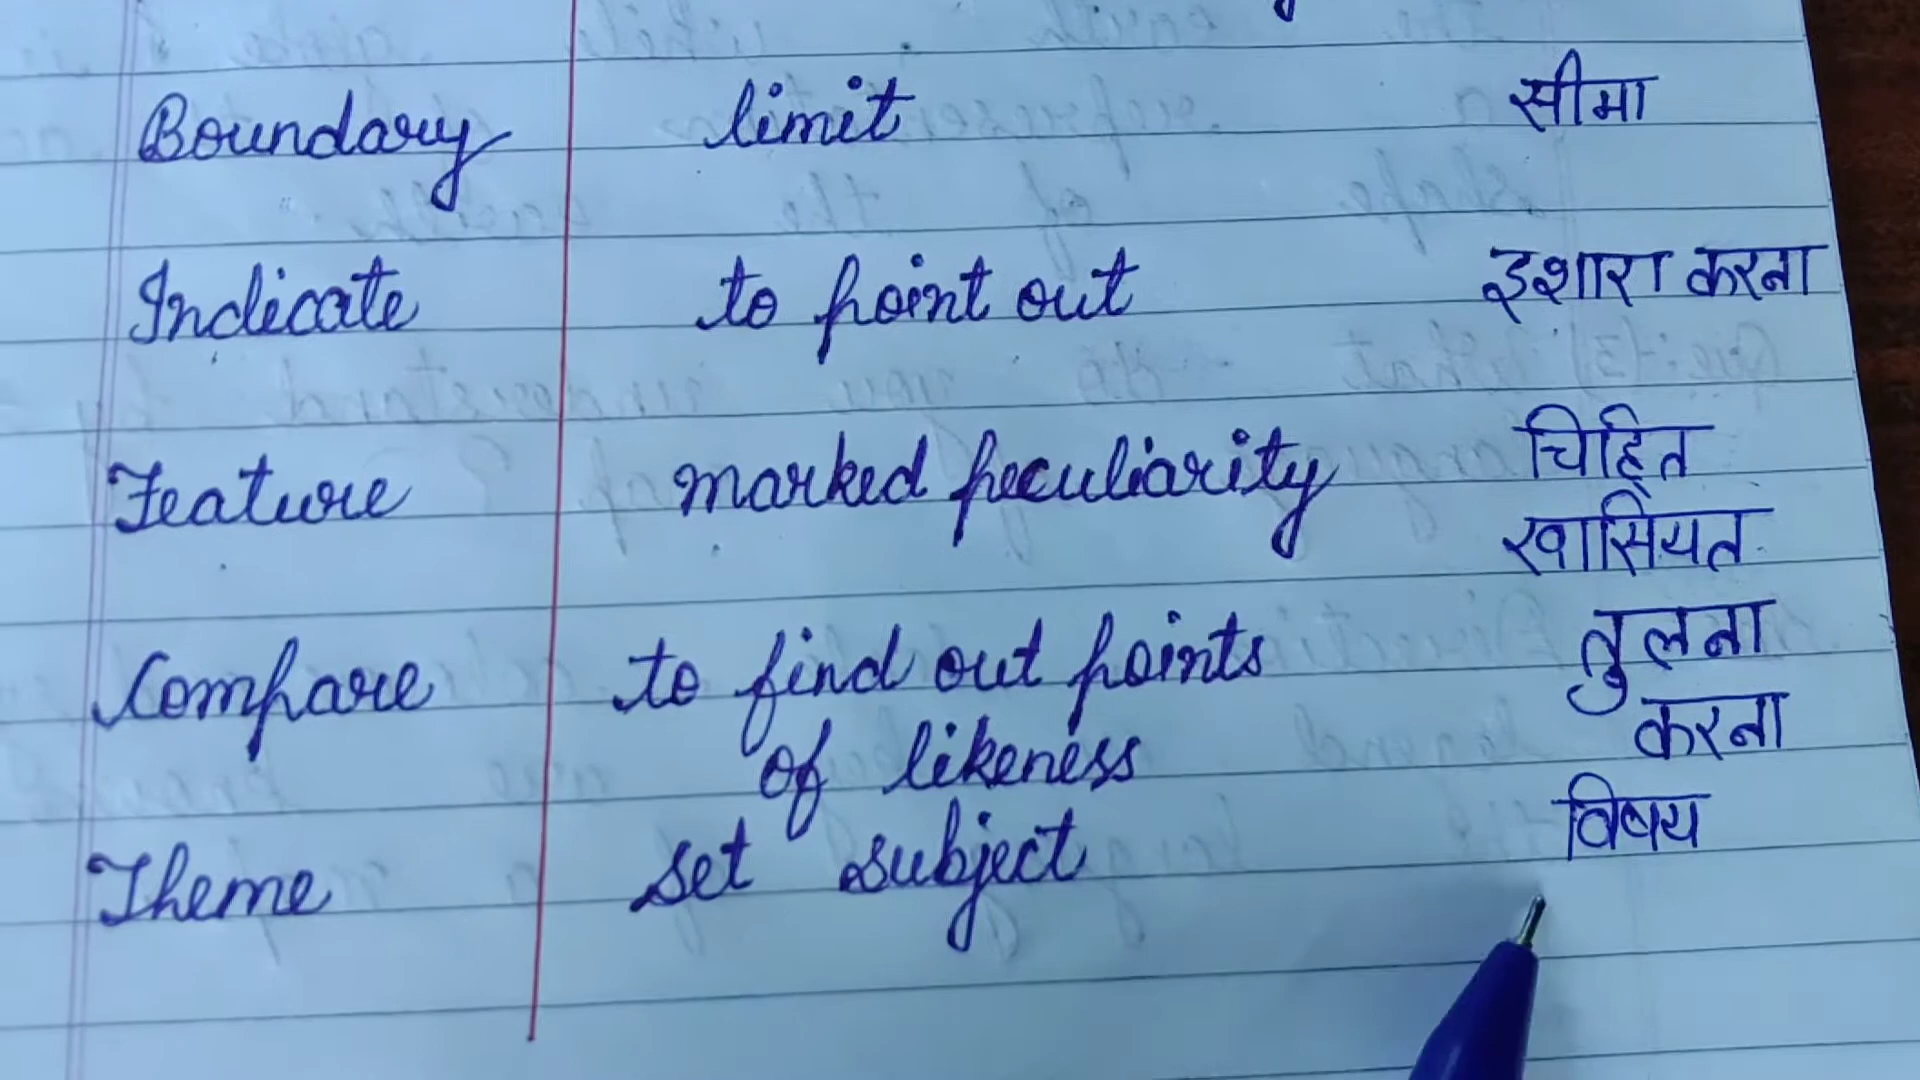 Boundary limit सीमा
Indicate to point out इशारा करना
Feature marked peculiarity चिहित
खासियत
Compare to find out points तुलना
of likeness करना
Theme set subject विषय